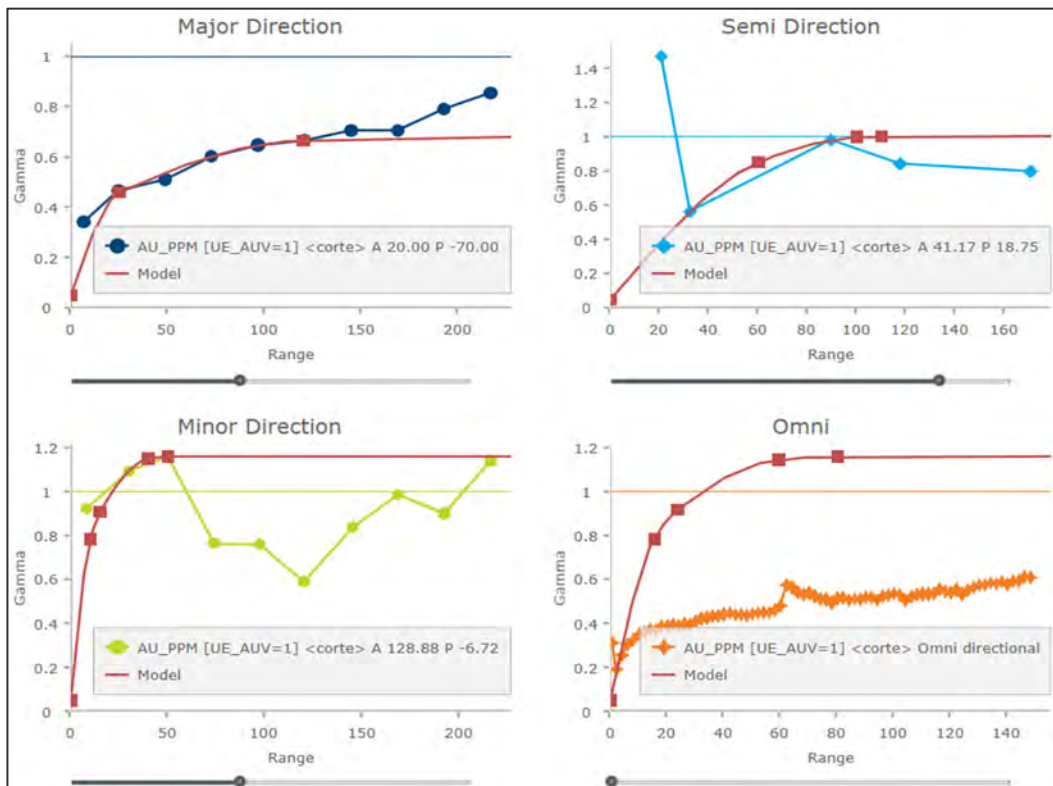 Major Direction
1
0.8
0.6
0.4
0.2
0
Gamma
AU_PPM [UE_AUV=1] <corte> A 20.00 P -70.00
Model
0 50 100 150 200
Range
Semi Direction
1.4
1.2
1.0
0.8
0.6
0.4
0.2
0
Gamma
AU_PPM [UE_AUV=1] <corte> A 41.17 P 18.75
Model
0 20 40 60 80 100 120 140 160
Range
Minor Direction
1.2
1
0.8
0.6
0.4
0.2
0
Gamma
AU_PPM [UE_AUV=1] <corte> A 128.88 P -6.72
Model
0 50 100 150 200
Range
Omni
1.2
1
0.8
0.6
0.4
0.2
0
Gamma
AU_PPM [UE_AUV=1] <corte> Omni directional
Model
0 20 40 60 80 100 120 140
Range